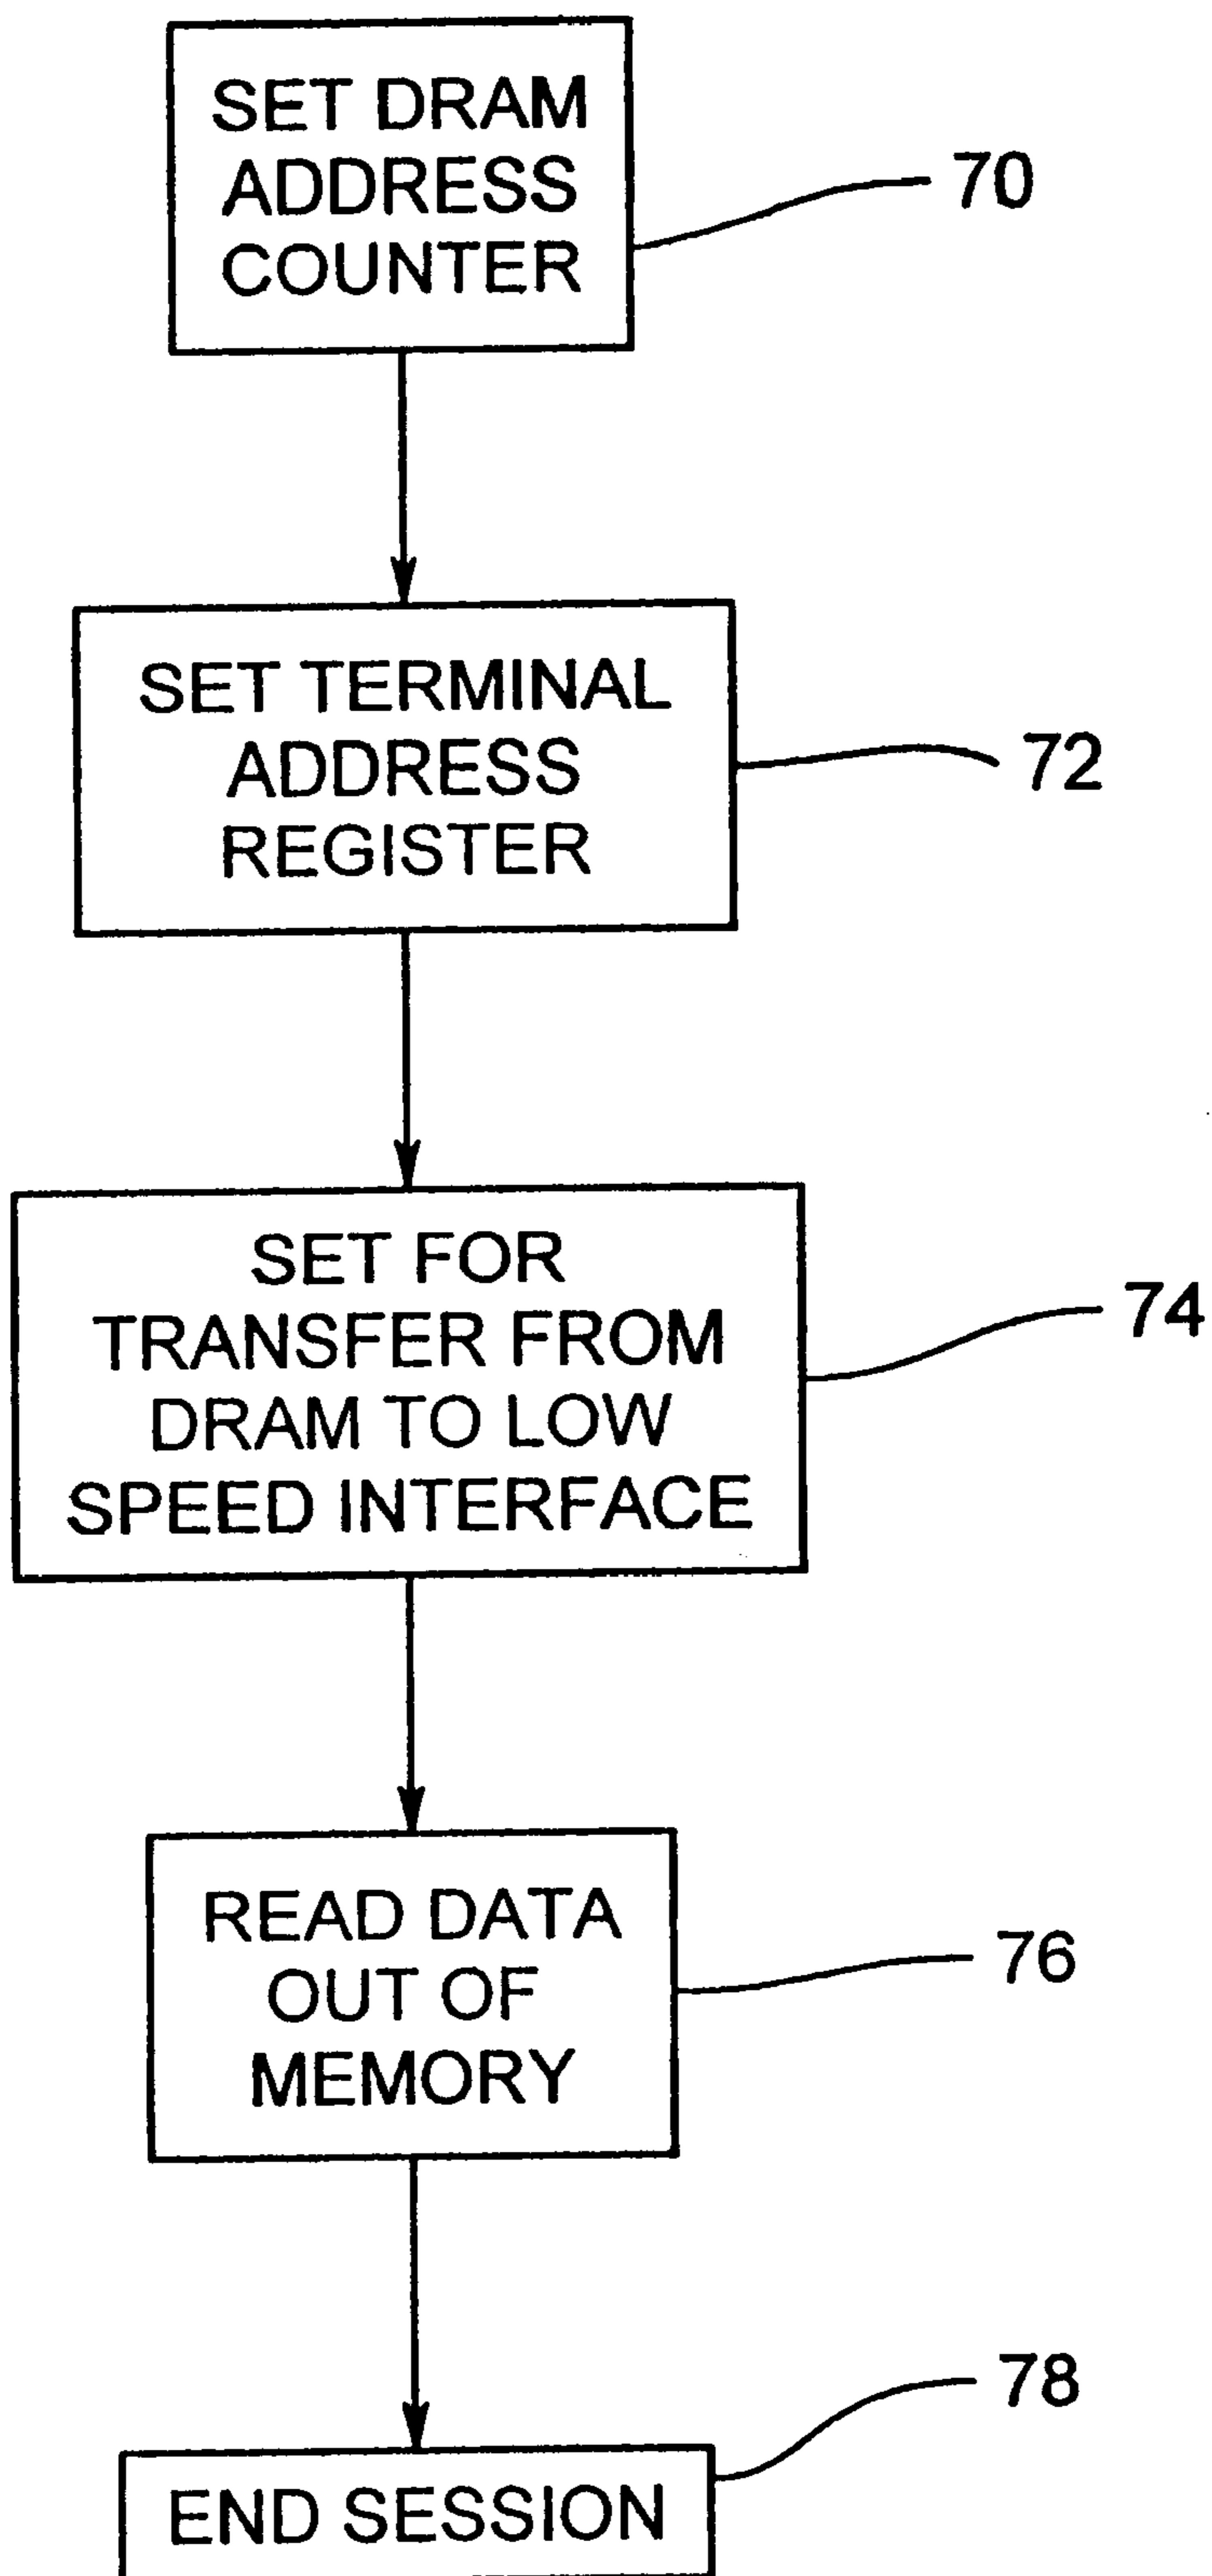 SET DRAM
ADDRESS
COUNTER
70
SET TERMINAL
ADDRESS
REGISTER
72
SET FOR
TRANSFER FROM
DRAM TO LOW
SPEED INTERFACE
74
READ DATA
OUT OF
MEMORY
76
END SESSION
78